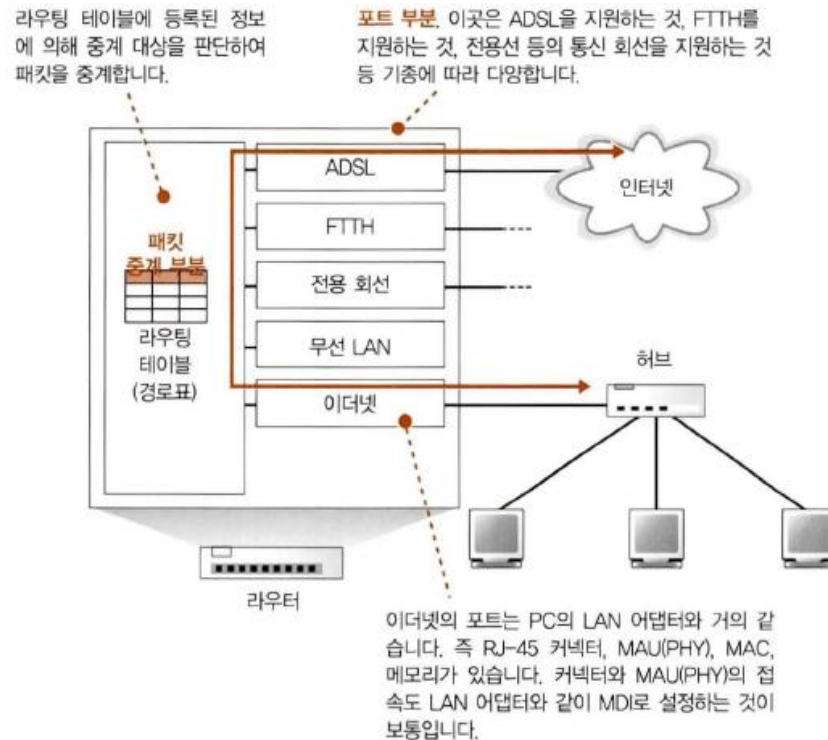 라우팅 테이블에 등록된 정보
에 의해 중계 대상을 판단하여
패킷을 중계합니다.
포트 부분. 이곳은 ADSL을 지원하는 것, FTTH를
지원하는 것, 전용선 등의 통신 회선을 지원하는 것
등 기종에 따라 다양합니다.
ADSL
인터넷
FTTH
패킷
중계 부분
전용 회선
라우팅
테이블
(경로표)
무선 LAN
허브
이더넷
라우터
이더넷의 포트는 PC의 LAN 어댑터와 거의 같
습니다. 즉 RJ-45 커넥터, MAU(PHY), MAC,
메모리가 있습니다. 커넥터와 MAU(PHY)의 접
속도 LAN 어댑터와 같이 MDI로 설정하는 것이
보통입니다.